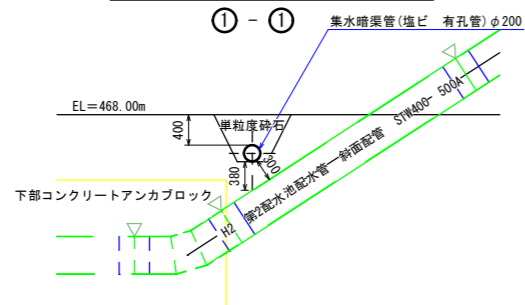 ① - ①
集水暗渠管(塩ビ 有孔管)φ200
EL=468.00m
400
単粒度砕石
300
380
第2配水池配水管ー斜面配管 STW400- 500A
下部コンクリートアンカブロック
H2